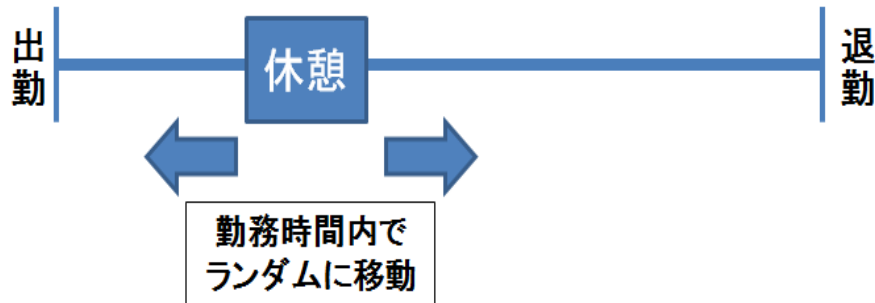 出勤
休憩
退勤
勤務時間内で
ランダムに移動